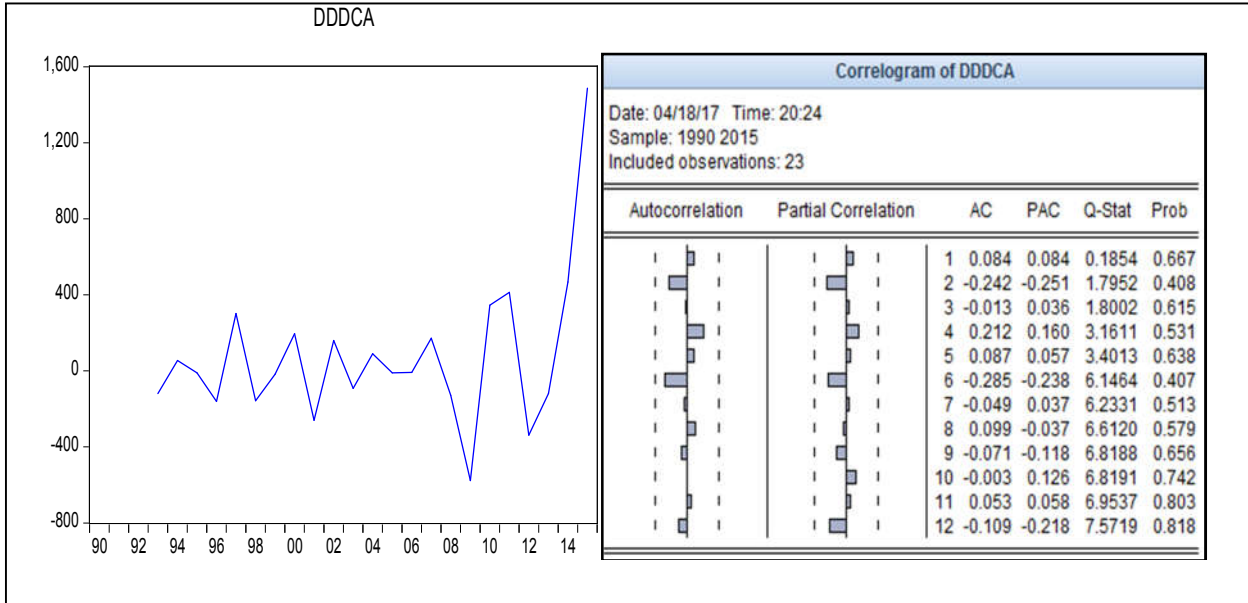 DDDCA
1,600
1,200
800
400
0
-400
-800
90 92 94 96 98 00 02 04 06 08 10 12 14
Correlogram of DDDCA
Date: 04/18/17 Time: 20:24
Sample: 1990 2015
Included observations: 23
Autocorrelation Partial Correlation AC PAC Q-Stat Prob
1 0.084 0.084 0.1854 0.667
2 -0.242 -0.251 1.7952 0.408
3 -0.013 0.036 1.8002 0.615
4 0.212 0.160 3.1611 0.531
5 0.087 0.057 3.4013 0.638
6 -0.285 -0.238 6.1464 0.407
7 -0.049 0.037 6.2331 0.513
8 0.099 -0.037 6.6120 0.579
9 -0.071 -0.118 6.8188 0.656
10 -0.003 0.126 6.8191 0.742
11 0.053 0.058 6.9537 0.803
12 -0.109 -0.218 7.5719 0.818